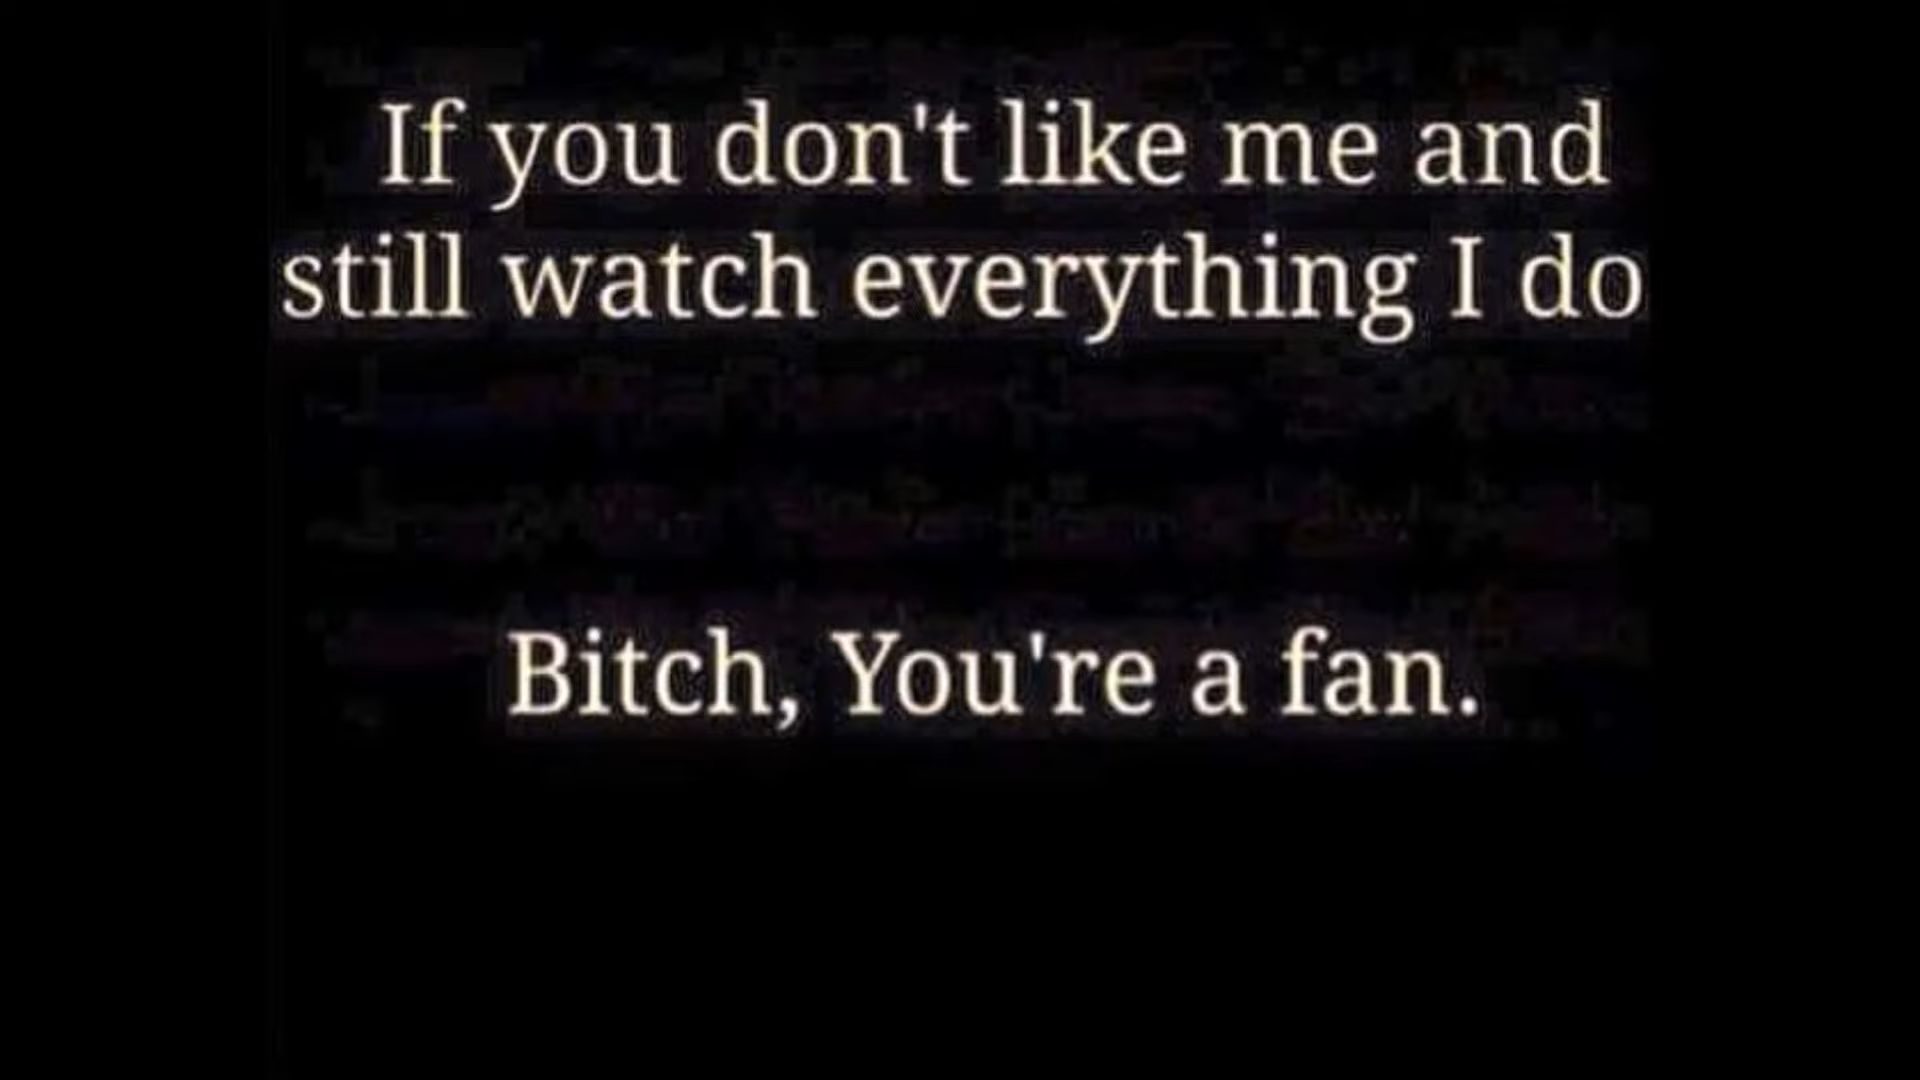 If you don't like me and
still watch everything I do
Bitch, You're a fan.